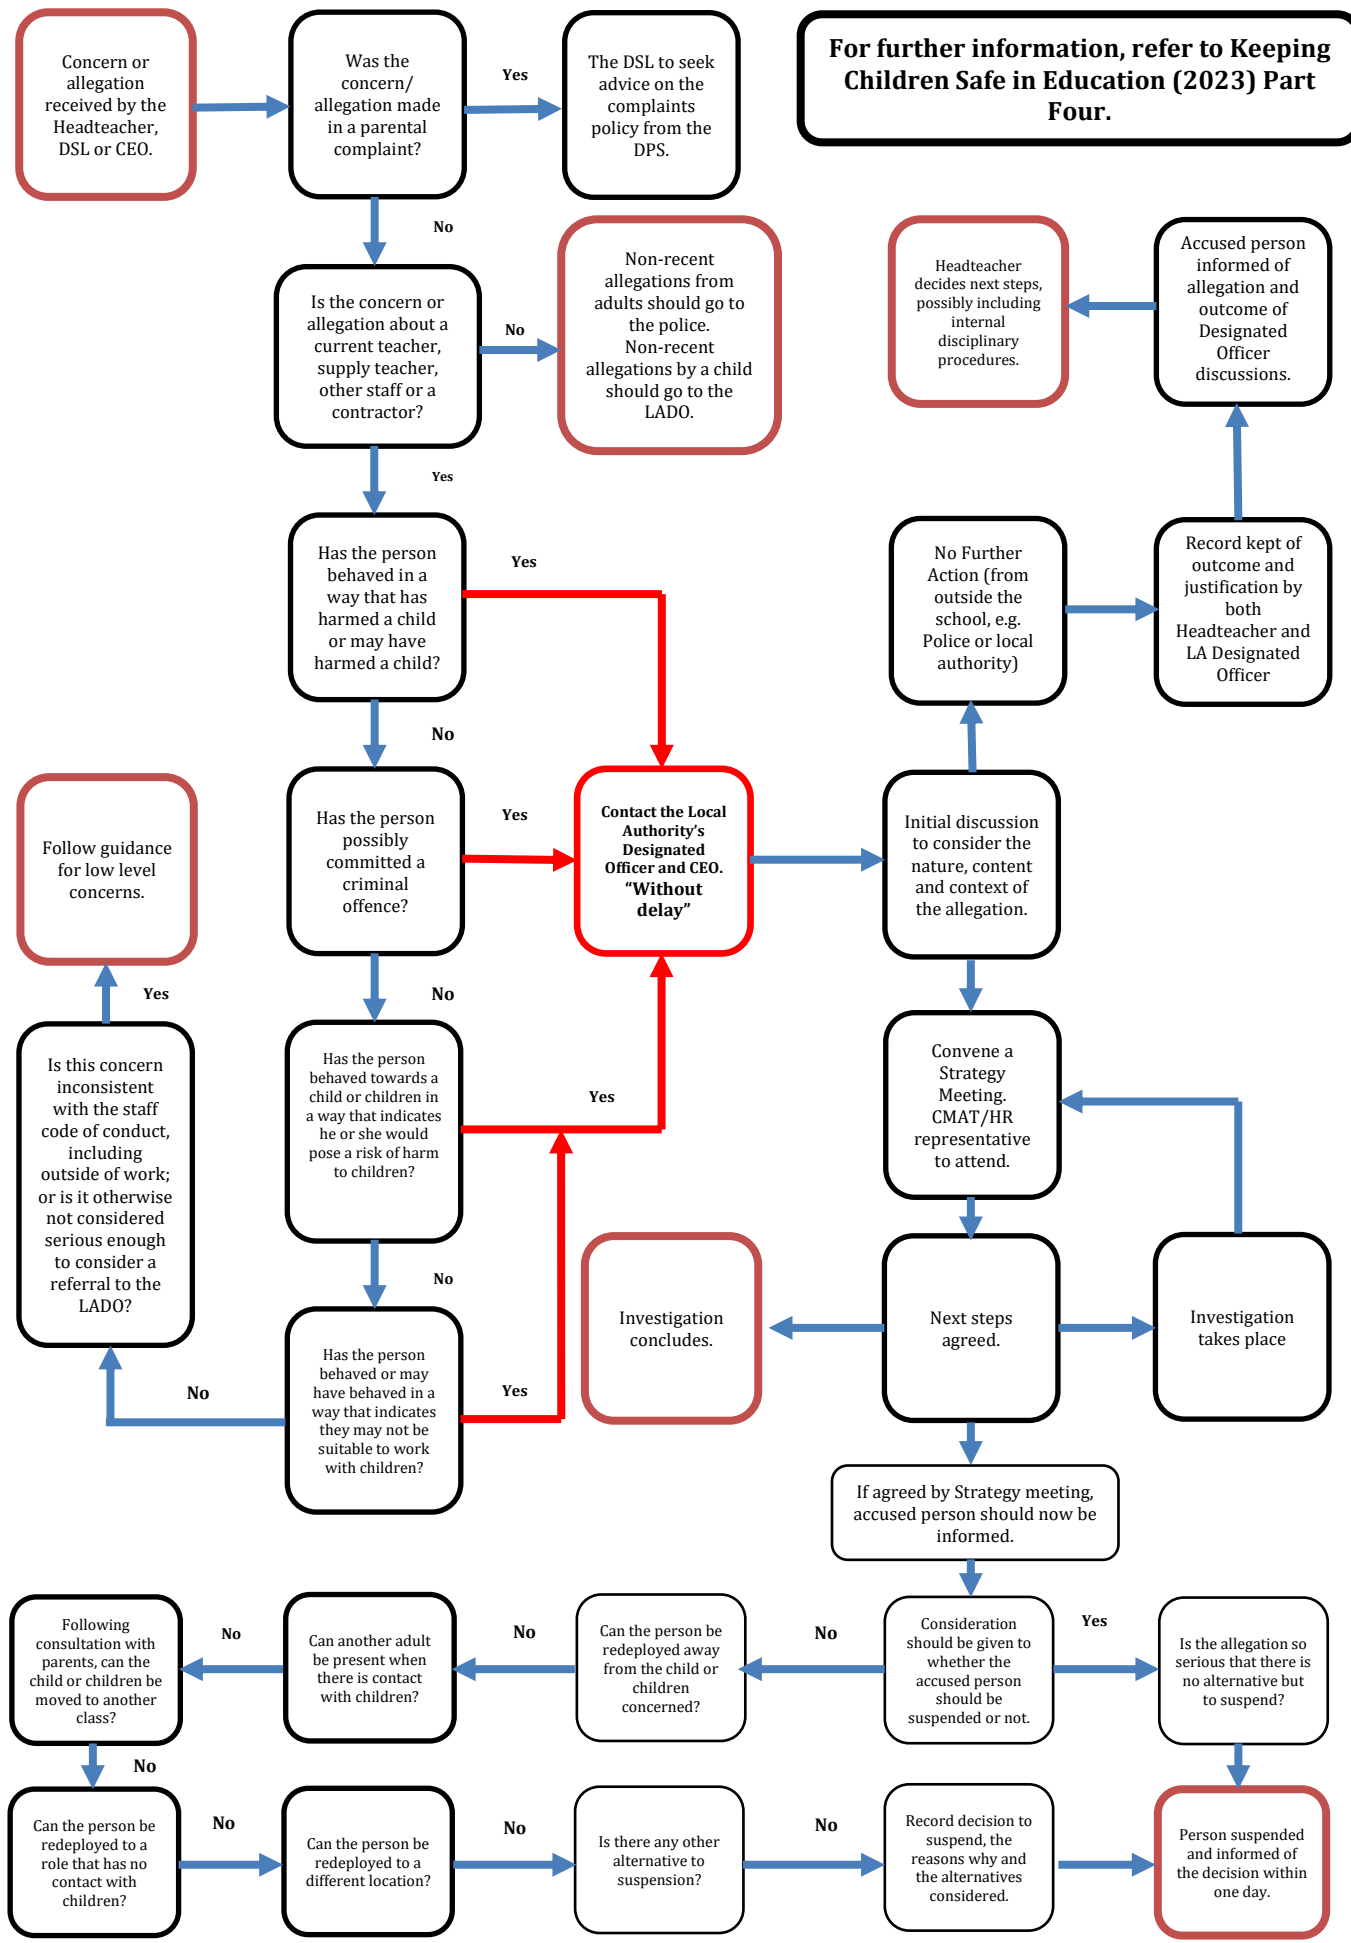 Concern or
allegation
received by the
Headteacher,
DSL or CEO.
Was the
concern/
allegation made
in a parental
complaint?
Yes
The DSL to seek
advice on the
complaints
policy from the
DPS.
For further information, refer to Keeping
Children Safe in Education (2023) Part
Four.
No
Is the concern or
allegation about a
current teacher,
supply teacher,
other staff or a
contractor?
No
Non-recent
allegations from
adults should go to
the police.
Non-recent
allegations by a child
should go to the
LADO.
Headteacher
decides next steps,
possibly including
internal
disciplinary
procedures.
Accused person
informed of
allegation and
outcome of
Designated
Officer
discussions.
Yes
Has the person
behaved in a
way that has
harmed a child
or may have
harmed a child?
Yes
No Further
Action (from
outside the
school, e.g.
Police or local
authority)
Record kept of
outcome and
justification by
both
Headteacher and
LA Designated
Officer
No
Follow guidance
for low level
concerns.
Has the person
possibly
committed a
criminal
offence?
Yes
Contact the Local
Authority's
Designated
Officer and CEO.
"Without
delay"
Initial discussion
to consider the
nature, content
and context of
the allegation.
Yes
No
Is this concern
inconsistent
with the staff
code of conduct,
including
outside of work;
or is it otherwise
not considered
serious enough
to consider a
referral to the
LADO?
Has the person
behaved towards a
child or children in
a way that indicates
he or she would
pose a risk of harm
to children?
Yes
Convene a
Strategy
Meeting.
CMAT/HR
representative
to attend.
No
Investigation
concludes.
Next steps
agreed.
Investigation
takes place
No
Has the person
behaved or may
have behaved in a
way that indicates
they may not be
suitable to work
with children?
Yes
If agreed by Strategy meeting,
accused person should now be
informed.
Following
consultation with
parents, can the
child or children be
moved to another
class?
No
Can another adult
be present when
there is contact
with children?
No
Can the person be
redeployed away
from the child or
children
concerned?
No
Consideration
should be given to
whether the
accused person
should be
suspended or not.
Yes
Is the allegation so
serious that there is
no alternative but
to suspend?
No
Can the person be
redeployed to a
role that has no
contact with
children?
No
Can the person be
redeployed to a
different location?
No
Is there any other
alternative to
suspension?
No
Record decision to
suspend, the
reasons why and
the alternatives
considered.
Person suspended
and informed of
the decision within
one day.